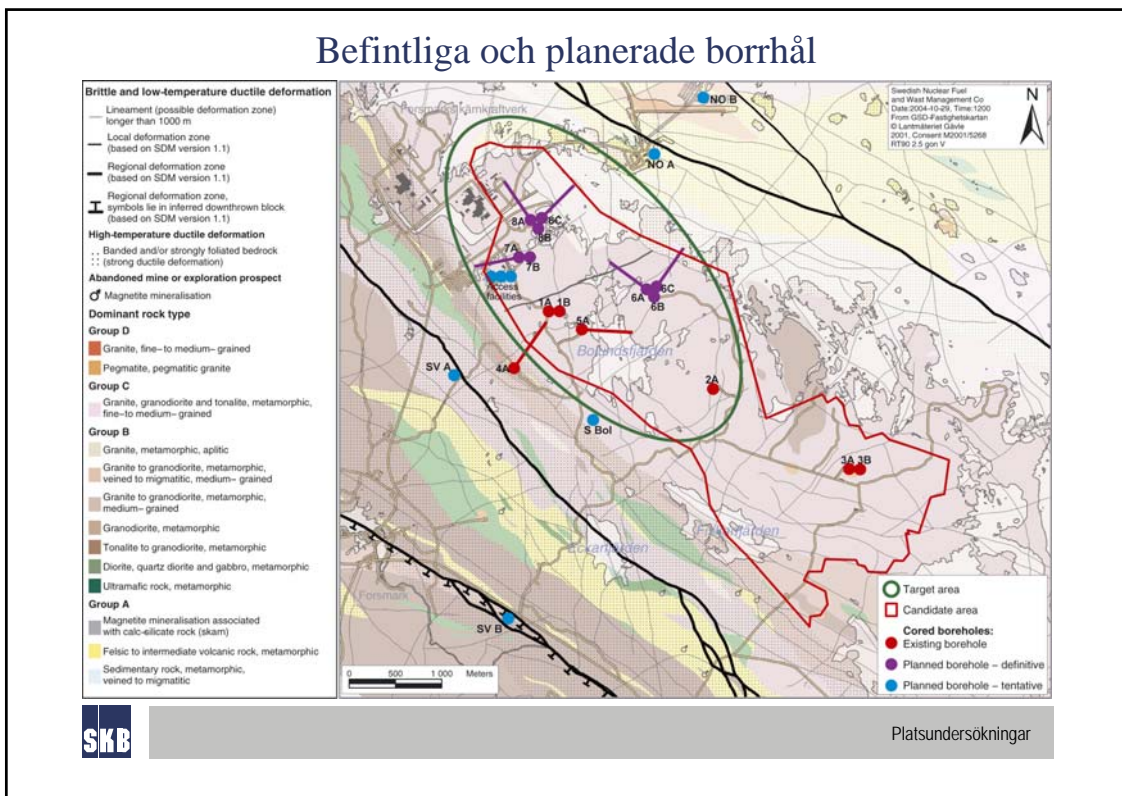 Befintliga och planerade borrhål
Brittle and low-temperature ductile deformation
Lineament (possible deformation zone)
longer than 1000 m
Local deformation zone
(based on SDM version 1.1)
Regional deformation zone
(based on SDM version 1.1)
Regional deformation zone,
symbols lie in inferred downthrown block
(based on SDM version 1.1)
High-temperature ductile deformation
Banded and/or strongly foliated bedrock
(strong ductile deformation)
Abandoned mine or exploration prospect
Magnetite mineralisation
Dominant rock type
Group D
Granite, fine- to medium- grained
Pegmatite, pegmatitic granite
Group C
Granite, granodiorite and tonalite, metamorphic,
fine-to medium- grained
Group B
Granite, metamorphic, aplitic
Granite to granodiorite, metamorphic,
veined to migmatitic, medium- grained
Granite to granodiorite, metamorphic,
medium- grained
Granodiorite, metamorphic
Tonalite to granodiorite, metamorphic
Diorite, quartz diorite and gabbro, metamorphic
Ultramafic rock, metamorphic
Group A
Magnetite mineralisation associated
with calc-silicate rock (skarn)
Felsic to intermediate volcanic rock, metamorphic
Sedimentary rock, metamorphic,
veined to migmatitic
Forsmarks kärnkraftverk
NO B
Swedish Nuclear Fuel
and Wast Management Co
Date:2004-10-29, Time:1200
From GSD-Fastighetskartan
© Lantmäteriet Gävle
2001, Consent M2001/5268
RT90 2.5 gon V
N
NO A
8A
8C
8B
7A
7B
Access
facilities
6A
6C
6B
1A 1B
5A
Bolundsfjärden
4A
SV A
2A
S Bol
3A 3B
Eckarfjärden
Forsmark
SV B
0 500 1 000 Meters
Target area
Candidate area
Cored boreholes:
Existing borehole
Planned borehole – definitive
Planned borehole – tentative
SKB
Platsundersökningar